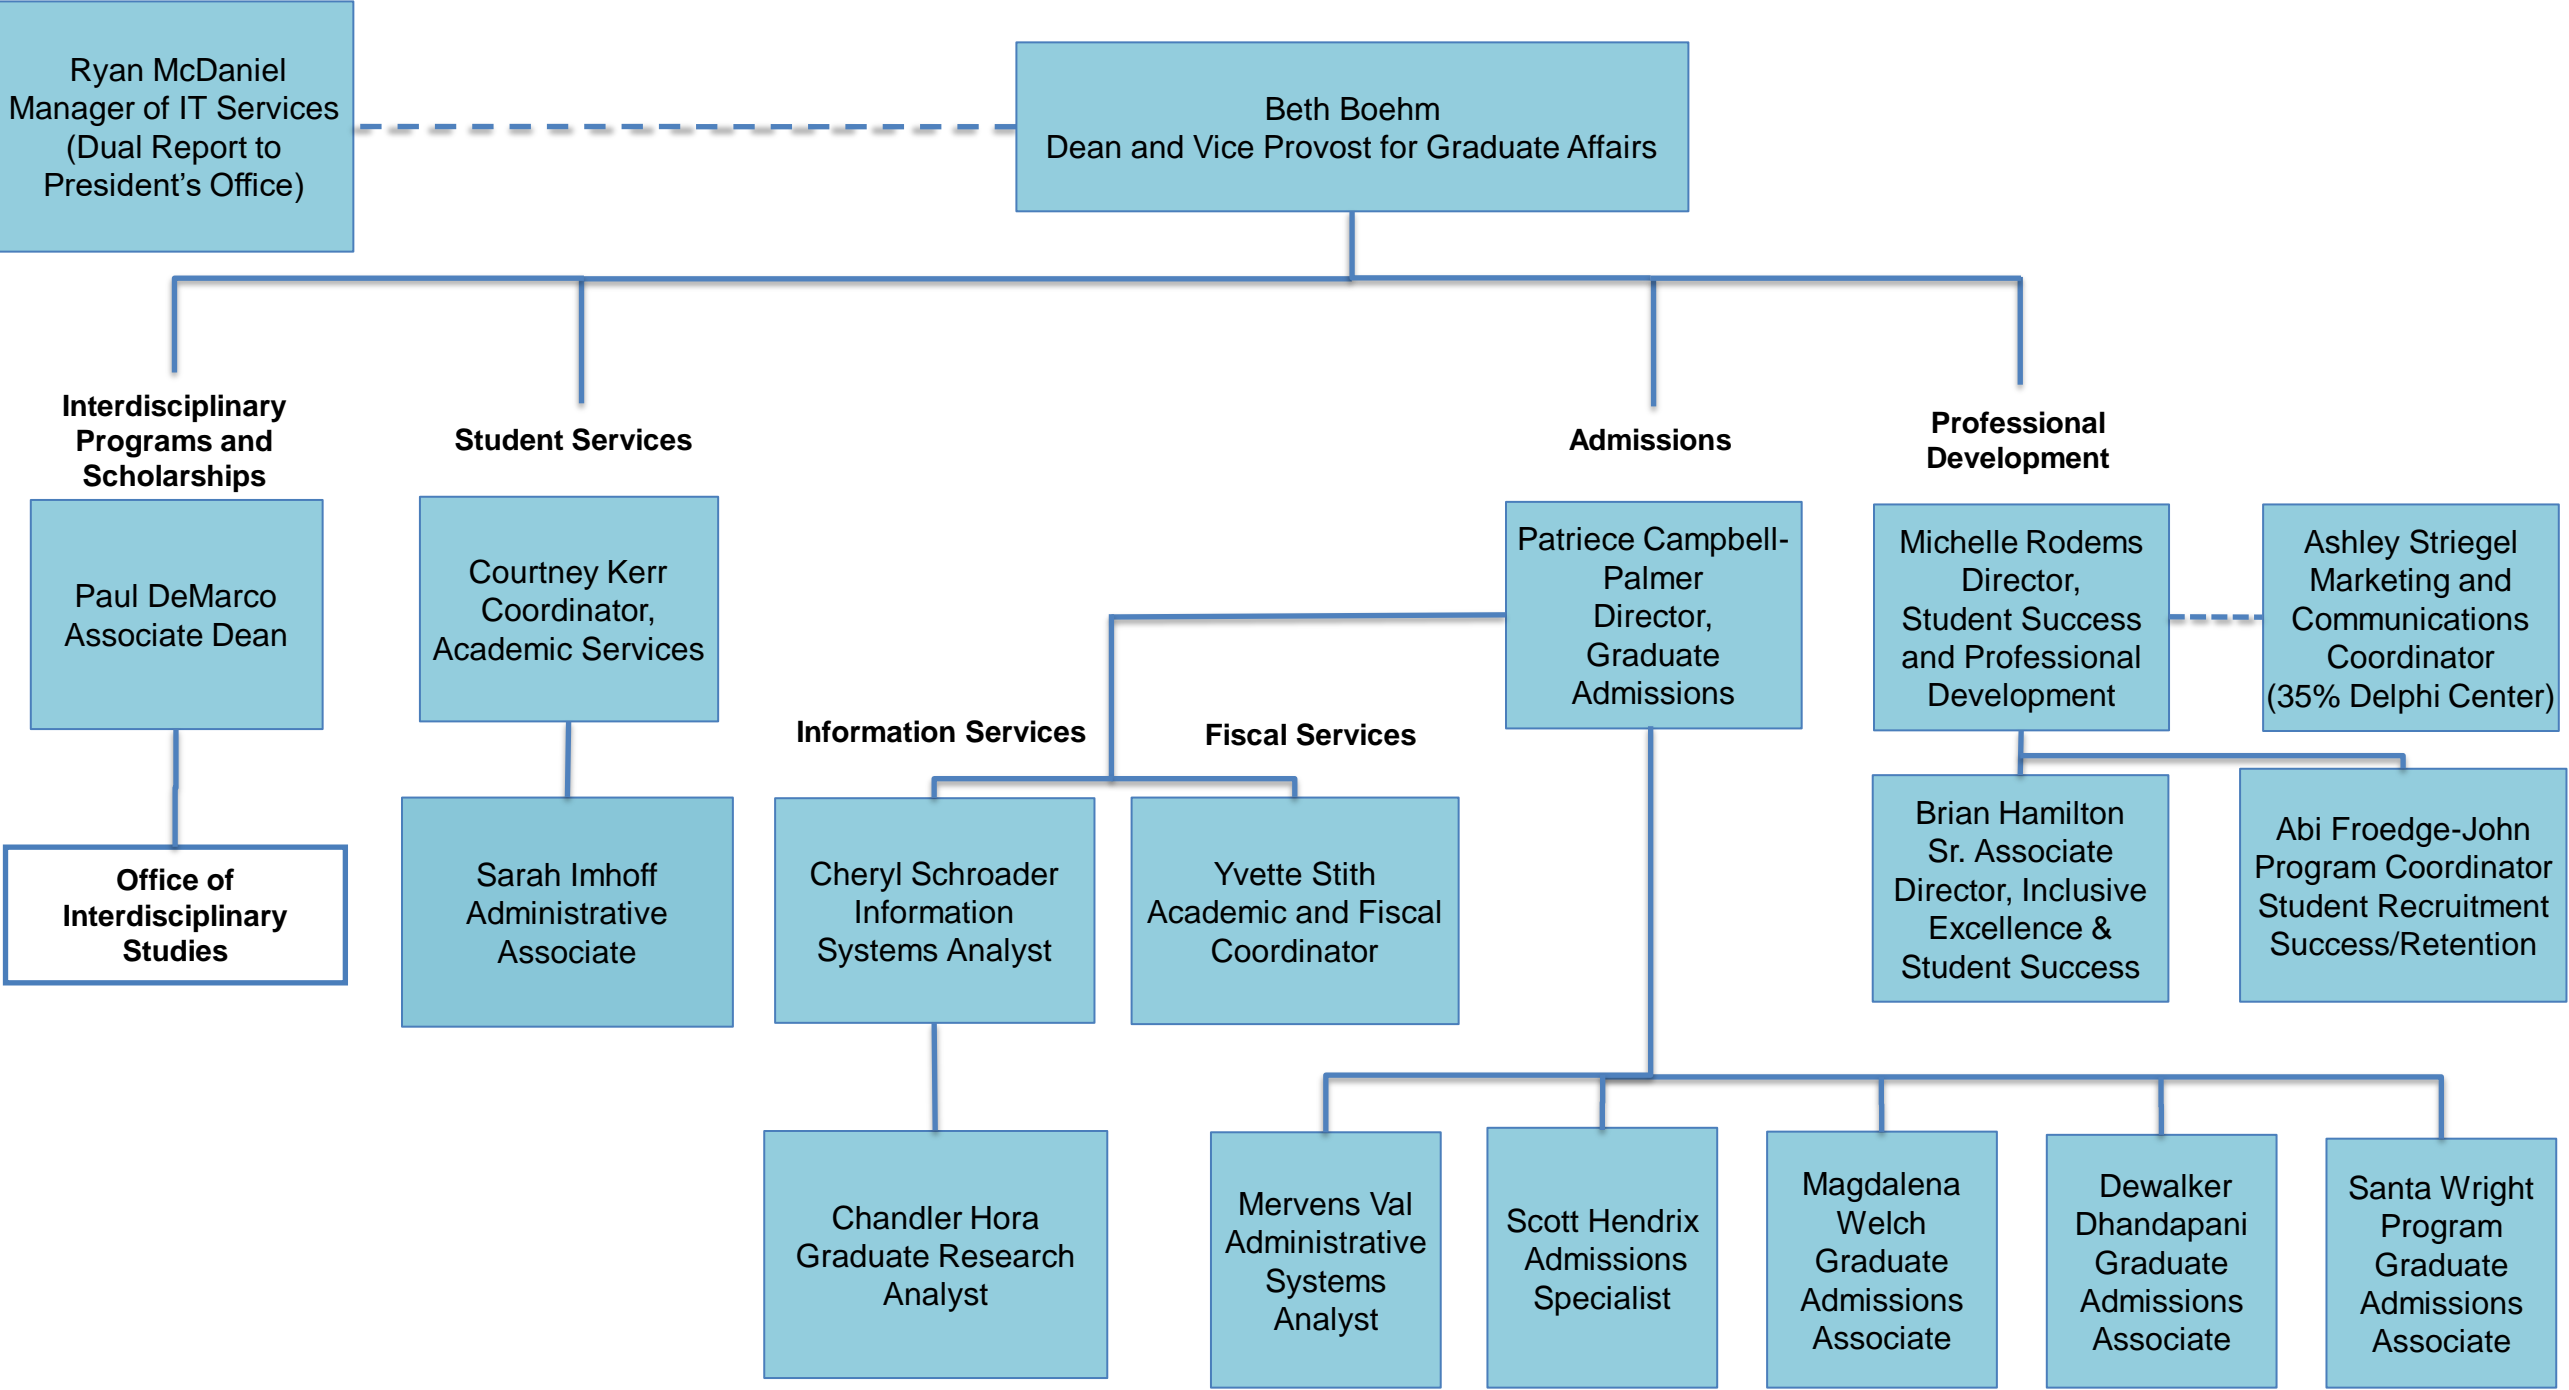 Ryan McDaniel
Manager of IT Services
(Dual Report to
President’s Office)
Beth Boehm
Dean and Vice Provost for Graduate Affairs
Interdisciplinary
Programs and
Scholarships
Student Services
Admissions
Professional
Development
Paul DeMarco
Associate Dean
Courtney Kerr
Coordinator,
Academic Services
Patriece Campbell-
Palmer
Director,
Graduate
Admissions
Michelle Rodems
Director,
Student Success
and Professional
Development
Ashley Striegel
Marketing and
Communications
Coordinator
(35% Delphi Center)
Information Services
Fiscal Services
Office of
Interdisciplinary
Studies
Sarah Imhoff
Administrative
Associate
Cheryl Schroader
Information
Systems Analyst
Yvette Stith
Academic and Fiscal
Coordinator
Brian Hamilton
Sr. Associate
Director, Inclusive
Excellence &
Student Success
Abi Froedge-John
Program Coordinator
Student Recruitment
Success/Retention
Chandler Hora
Graduate Research
Analyst
Mervens Val
Administrative
Systems
Analyst
Scott Hendrix
Admissions
Specialist
Magdalena
Welch
Graduate
Admissions
Associate
Dewalker
Dhandapani
Graduate
Admissions
Associate
Santa Wright
Program
Graduate
Admissions
Associate